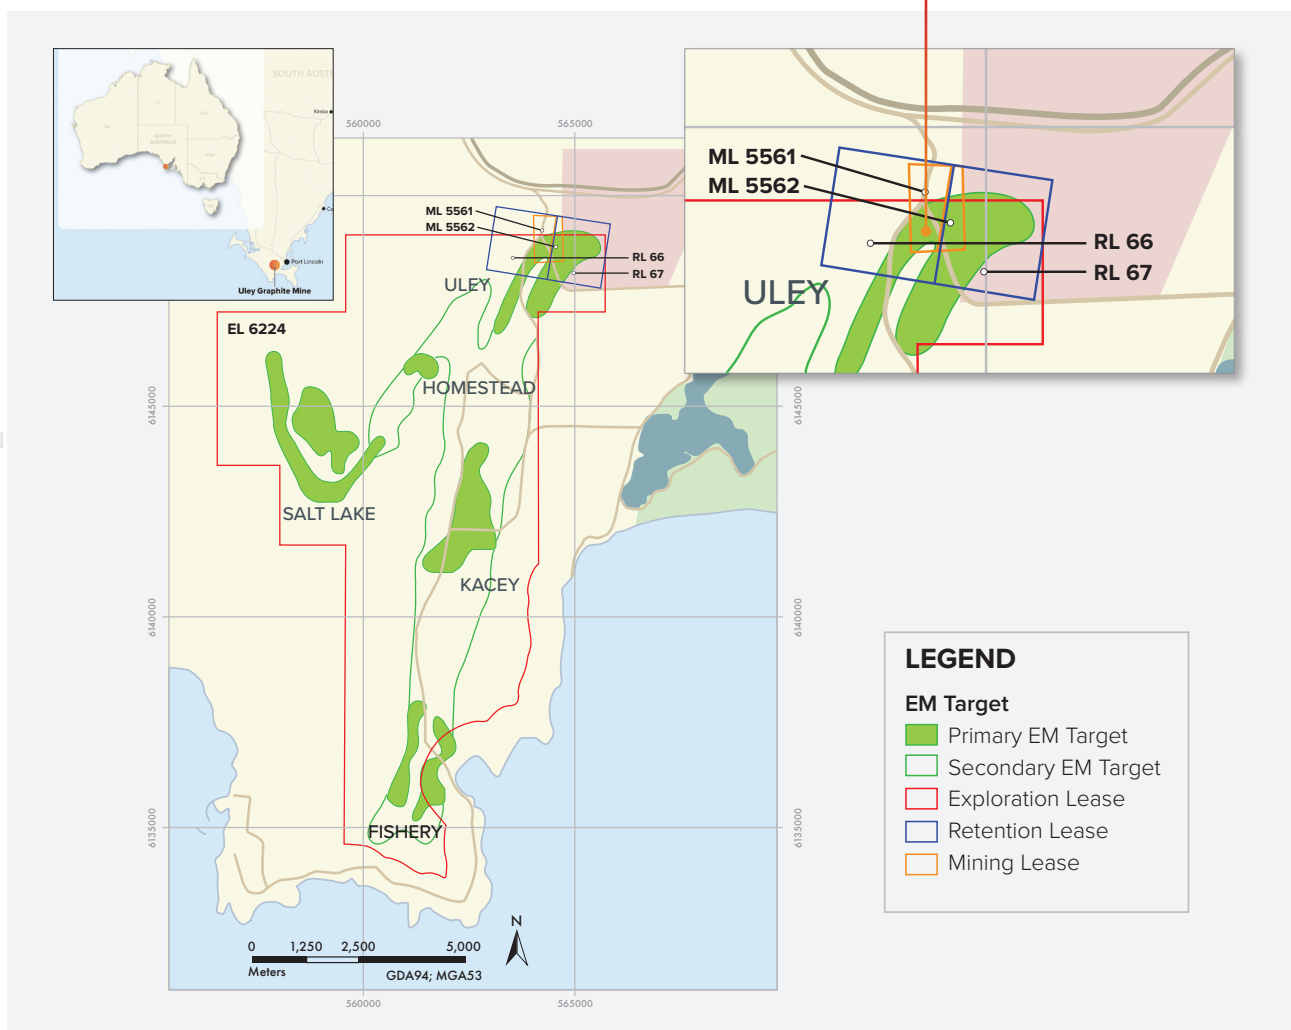 SOUTH AUSTR
Kimba
SOUTH
AUSTRALIA
Port Lincoln
Uley Graphite Mine
560000
565000
ML 5561
ML 5562
RL 66
RL 67
ULEY
ML 5561
ML 5562
RL 66
RL 67
ULEY
EL 6224
HOMESTEAD
6145000
6145000
SALT LAKE
KACEY
6140000
6140000
FISHERY
6135000
6135000
LEGEND
EM Target
Primary EM Target
Secondary EM Target
Exploration Lease
Retention Lease
Mining Lease
N
0 1,250 2,500 5,000
Meters
GDA94; MGA53
560000
565000